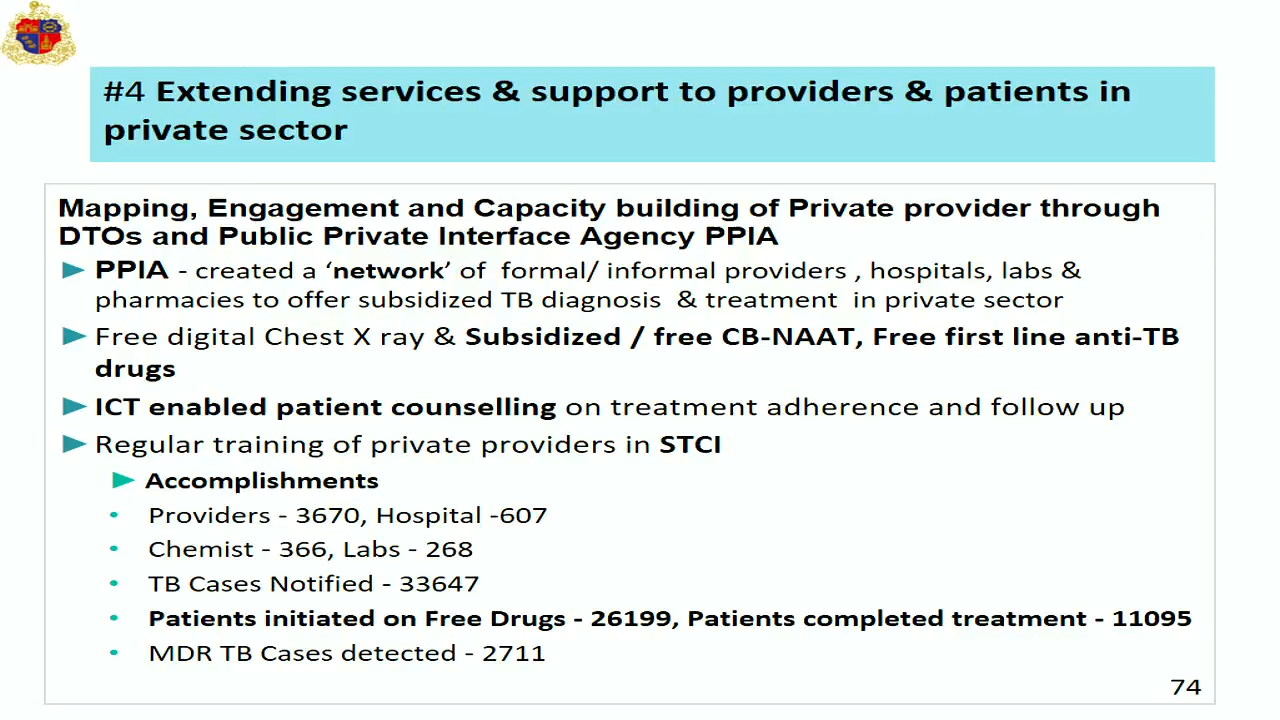 #4 Extending services & support to providers & patients in
private sector
Mapping, Engagement and Capacity building of Private provider through
DTOs and Public Private Interface Agency PPIA
PPIA - created a ‘network’ of formal/ informal providers , hospitals, labs &
pharmacies to offer subsidized TB diagnosis & treatment in private sector
Free digital Chest X ray & Subsidized / free CB-NAAT, Free first line anti-TB
drugs
ICT enabled patient counselling on treatment adherence and follow up
Regular training of private providers in STCI
Accomplishments
• Providers - 3670, Hospital -607
• Chemist - 366, Labs - 268
• TB Cases Notified - 33647
• Patients initiated on Free Drugs - 26199, Patients completed treatment - 11095
• MDR TB Cases detected - 2711
74